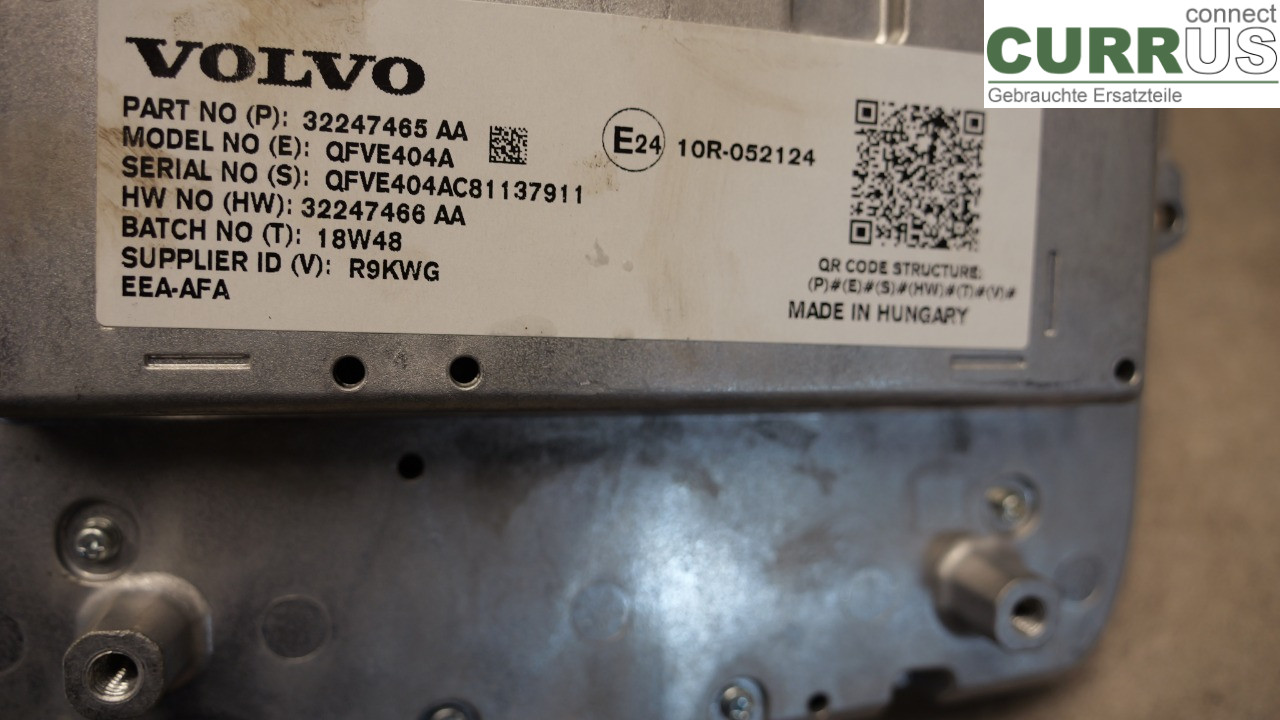 VOLVO
PART NO (P): 32247465 AA
MODEL NO (E): QFVE404A
SERIAL NO (S): QFVE404AC81137911
HW NO (HW): 32247466 AA
BATCH NO (T): 18W48
SUPPLIER ID (V): R9KWG
EEA-AFA
E24 10R-052124
QR CODE STRUCTURE:
(P)#(E)#(S)#(HW)#(T)#(V)#
MADE IN HUNGARY
connect
CURRUS
Gebrauchte Ersatzteile